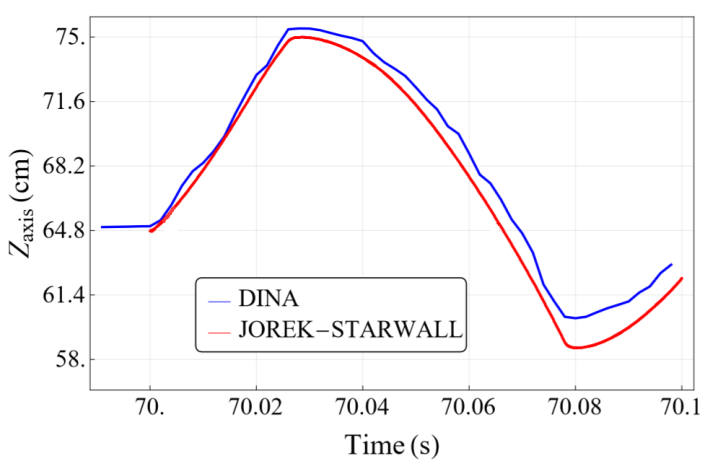 75.
71.6
68.2
64.8
61.4
58.
Z_axis (cm)
DINA
JOREK–STARWALL
70. 70.02 70.04 70.06 70.08 70.1
Time (s)